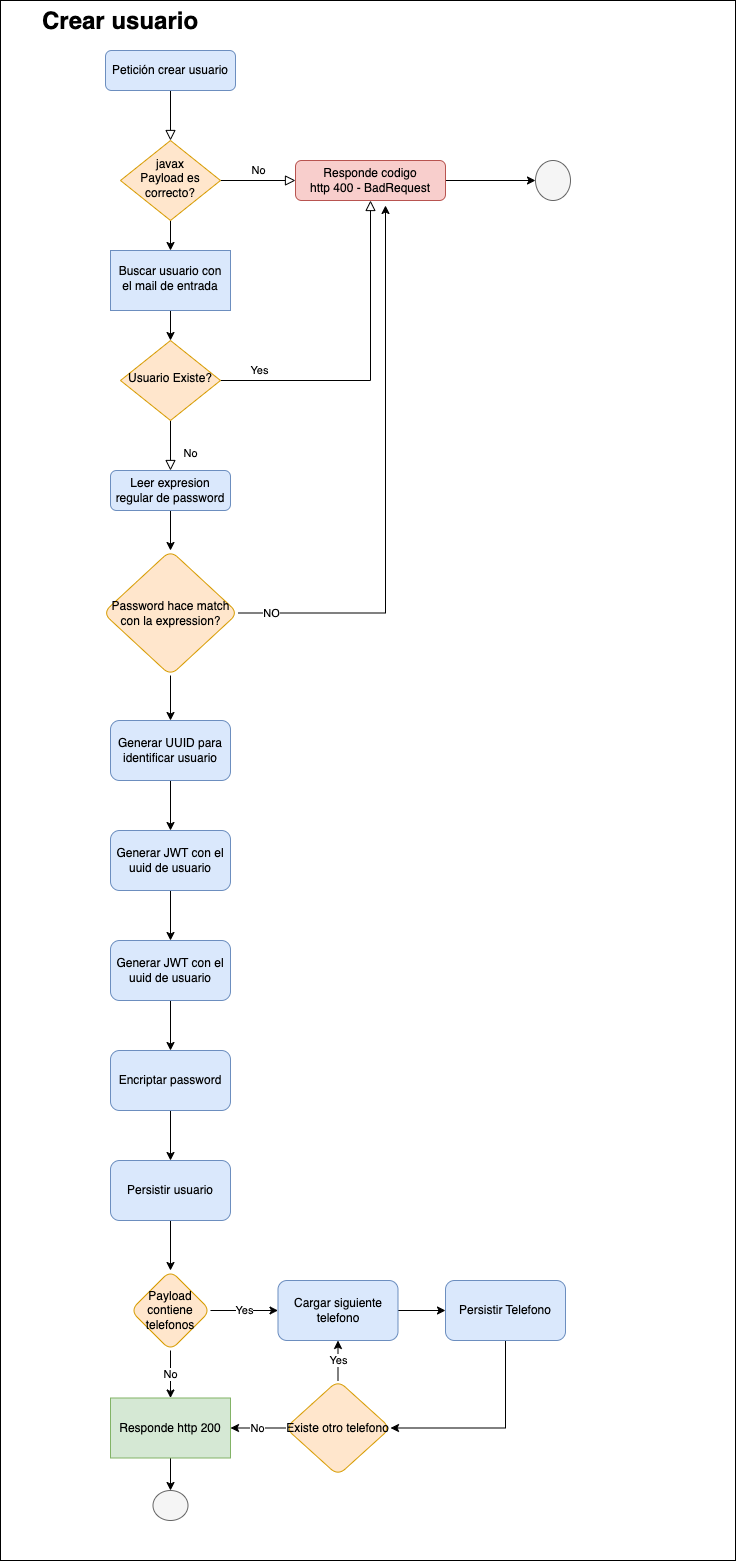 Crear usuario
Petición crear usuario
javax
Payload es
correcto?
No
Responde codigo
http 400 - BadRequest
Buscar usuario con
el mail de entrada
Usuario Existe?
Yes
No
Leer expresion
regular de password
Password hace match
con la expression?
NO
Generar UUID para
identificar usuario
Generar JWT con el
uuid de usuario
Generar JWT con el
uuid de usuario
Encriptar password
Persistir usuario
Payload
contiene
telefonos
Yes
Cargar siguiente
telefono
Persistir Telefono
Yes
No
Responde http 200
No
Existe otro telefono